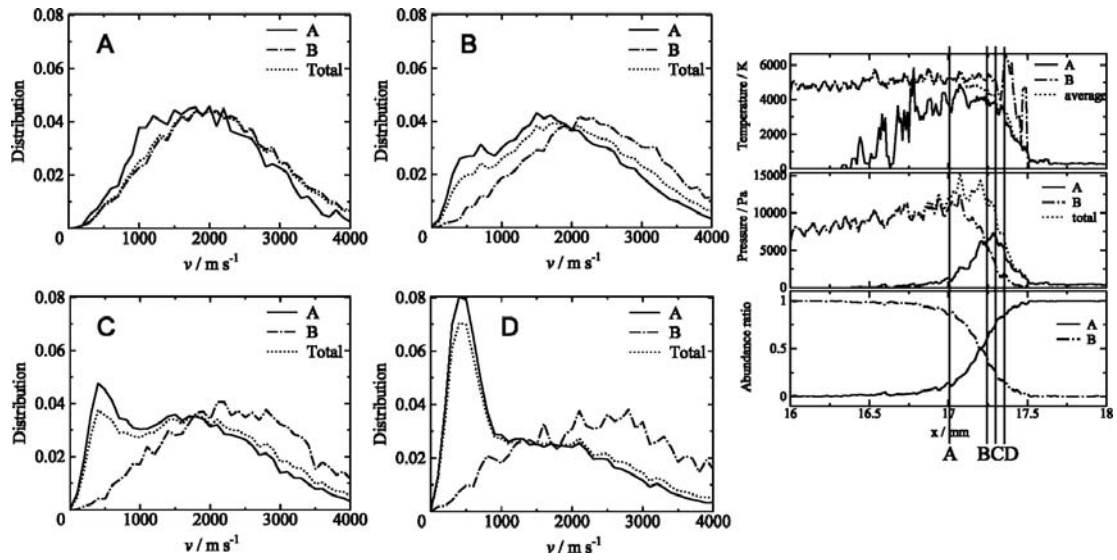 A
Distribution
0.08
0.06
0.04
0.02
A
B
Total
0
1000
2000
3000
4000
v / m s⁻¹
B
Distribution
0.08
0.06
0.04
0.02
A
B
Total
0
1000
2000
3000
4000
v / m s⁻¹
C
Distribution
0.08
0.06
0.04
0.02
A
B
Total
0
1000
2000
3000
4000
v / m s⁻¹
D
Distribution
0.08
0.06
0.04
0.02
A
B
Total
0
1000
2000
3000
4000
v / m s⁻¹
Temperature / K
6000
4000
2000
0
A
B
average
Pressure / Pa
15000
10000
5000
0
A
B
total
Abundance ratio
1
0.5
0
A
B
16
16.5
17
17.5
18
x / mm
A
B
C
D